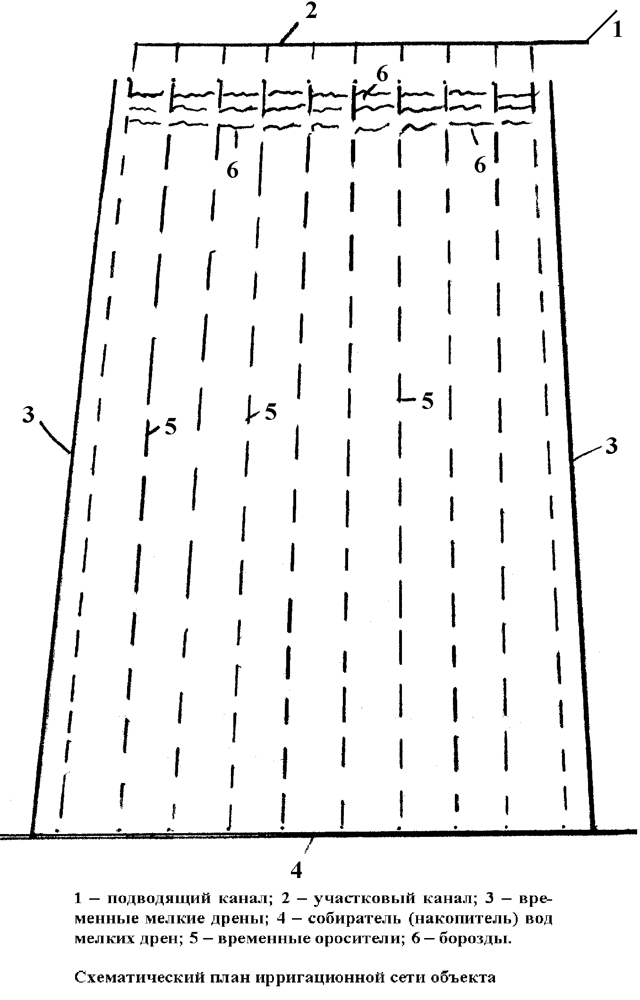 2
1
6
6
6
5
3
5
5
3
4
1 – подводящий канал; 2 – участковый канал; 3 – вре-
менные мелкие дрены; 4 – собиратель (накопитель) вод
мелких дрен; 5 – временные оросители; 6 – борозды.
Схематический план ирригационной сети объекта